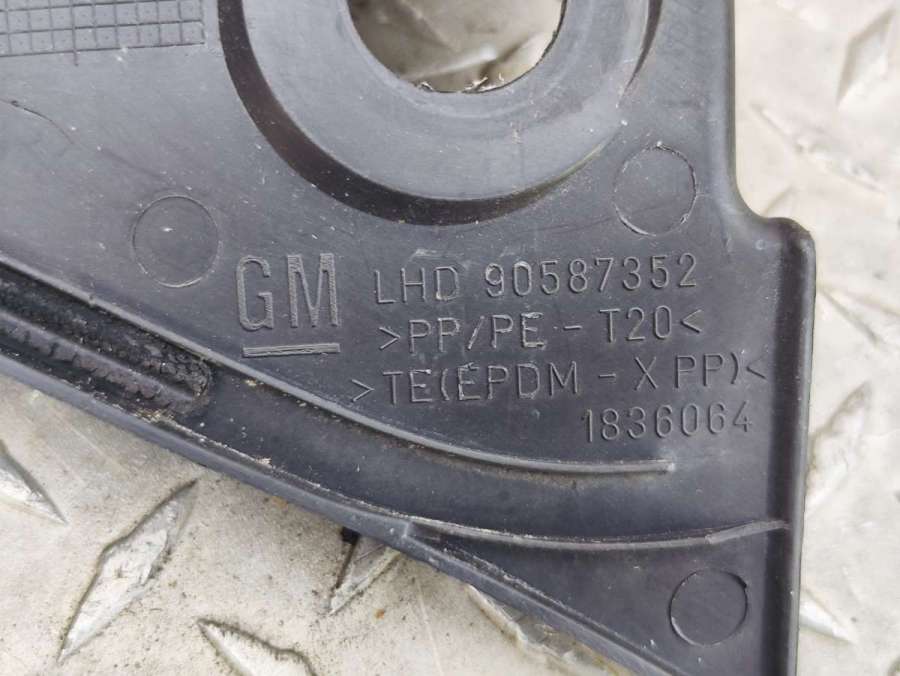 GM LHD 90587352
>PP/PE - T20<
>TE(EPDM - X PP)<
1836064